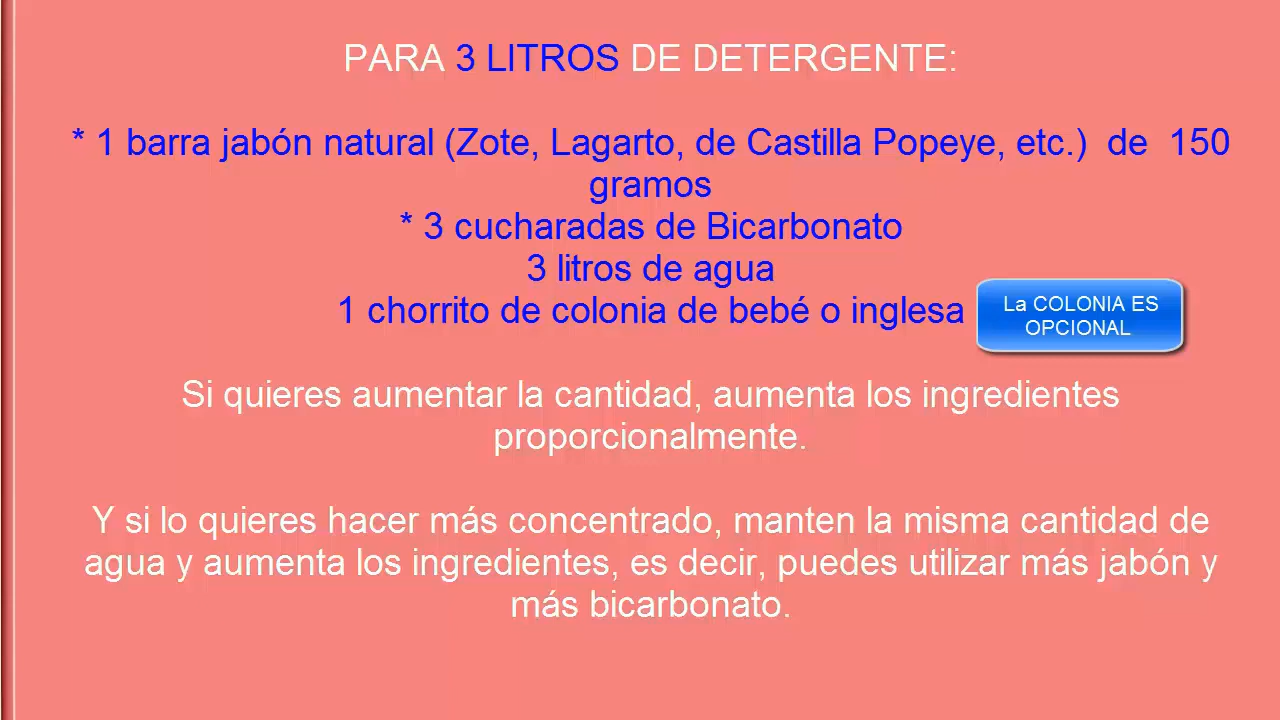 PARA 3 LITROS DE DETERGENTE:
* 1 barra jabón natural (Zote, Lagarto, de Castilla Popeye, etc.) de 150
gramos
* 3 cucharadas de Bicarbonato
3 litros de agua
1 chorrito de colonia de bebé o inglesa
La COLONIA ES
OPCIONAL
Si quieres aumentar la cantidad, aumenta los ingredientes
proporcionalmente.
Y si lo quieres hacer más concentrado, manten la misma cantidad de
agua y aumenta los ingredientes, es decir, puedes utilizar más jabón y
más bicarbonato.